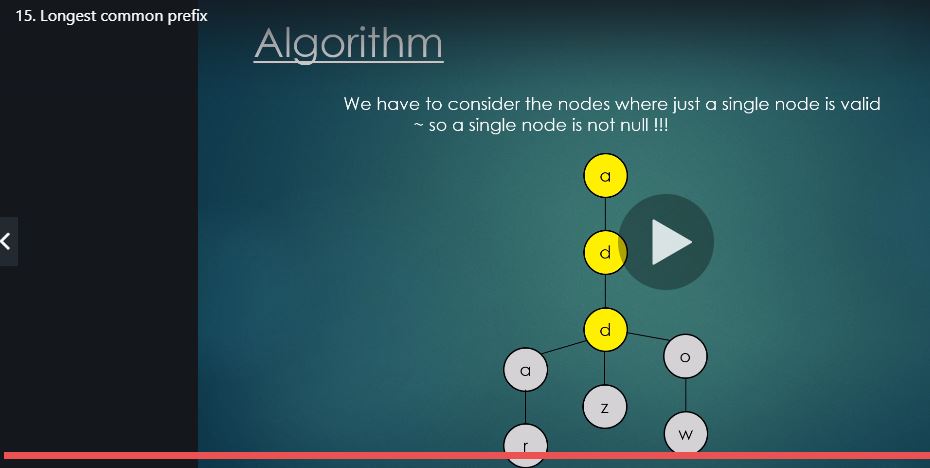 15. Longest common prefix
Algorithm
We have to consider the nodes where just a single node is valid
~ so a single node is not null !!!
a
d
d
a
o
z
w
r